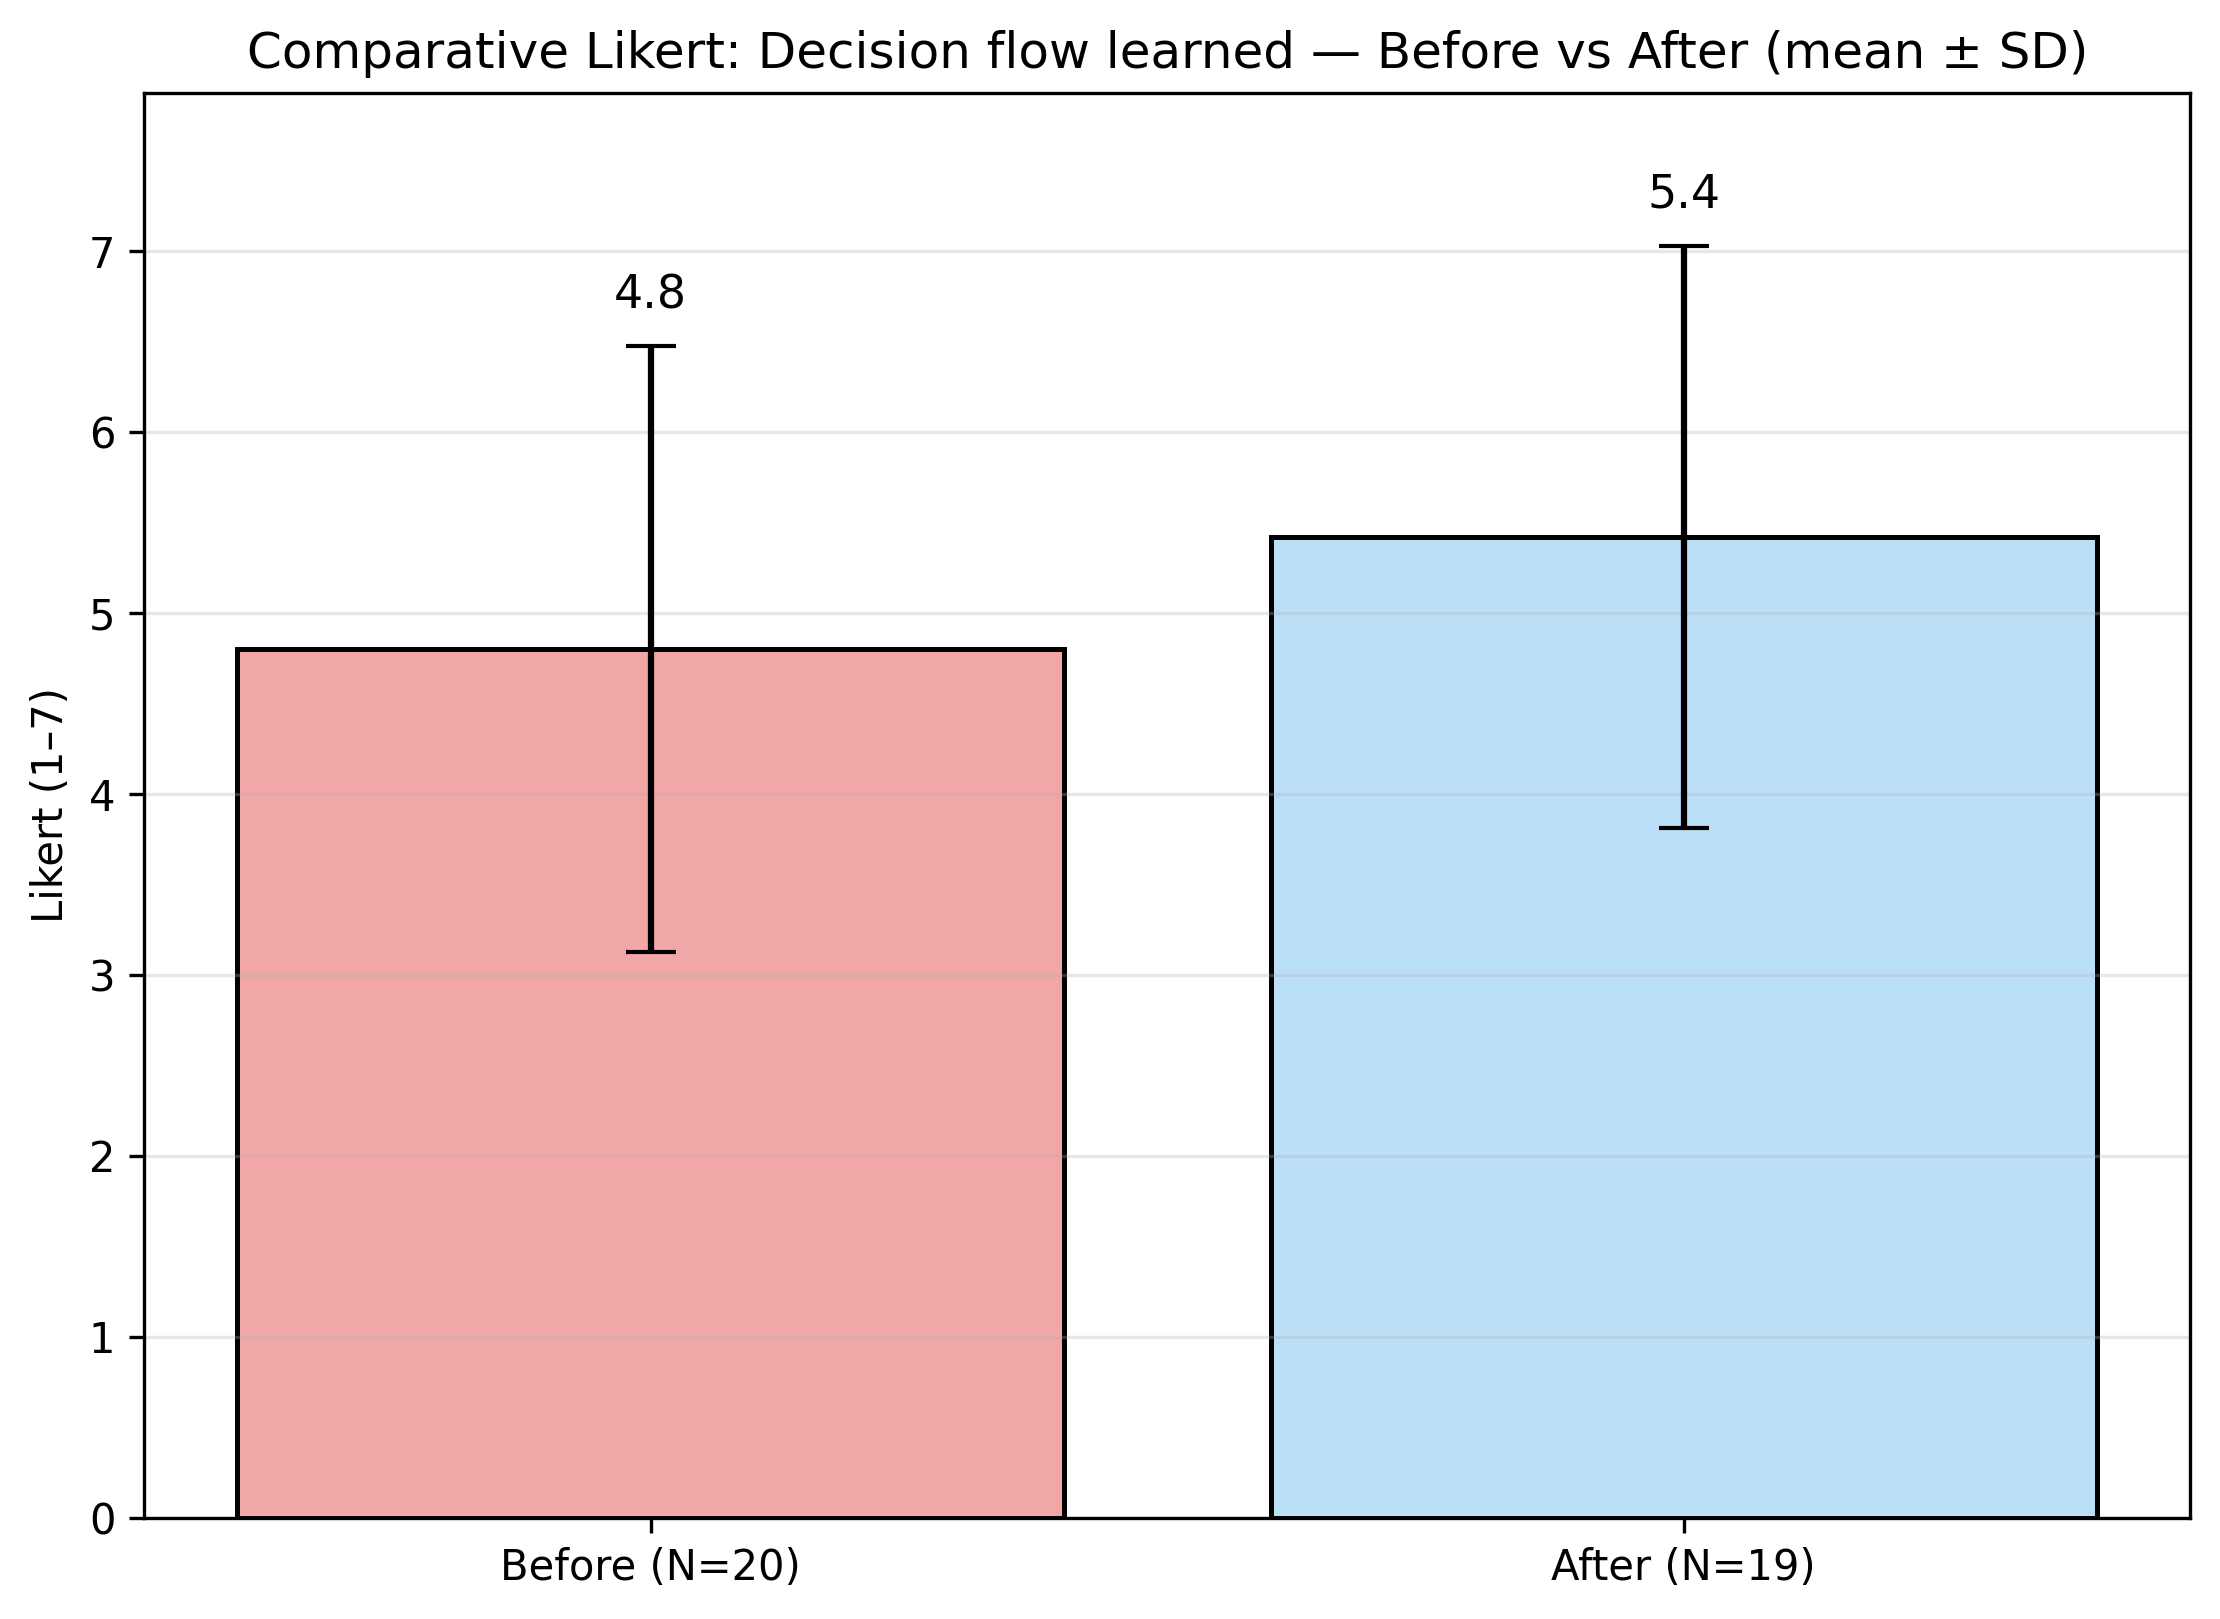 Comparative Likert: Decision flow learned — Before vs After (mean ± SD)
Likert (1–7)
7
6
5
4
3
2
1
0
4.8
5.4
Before (N=20)
After (N=19)